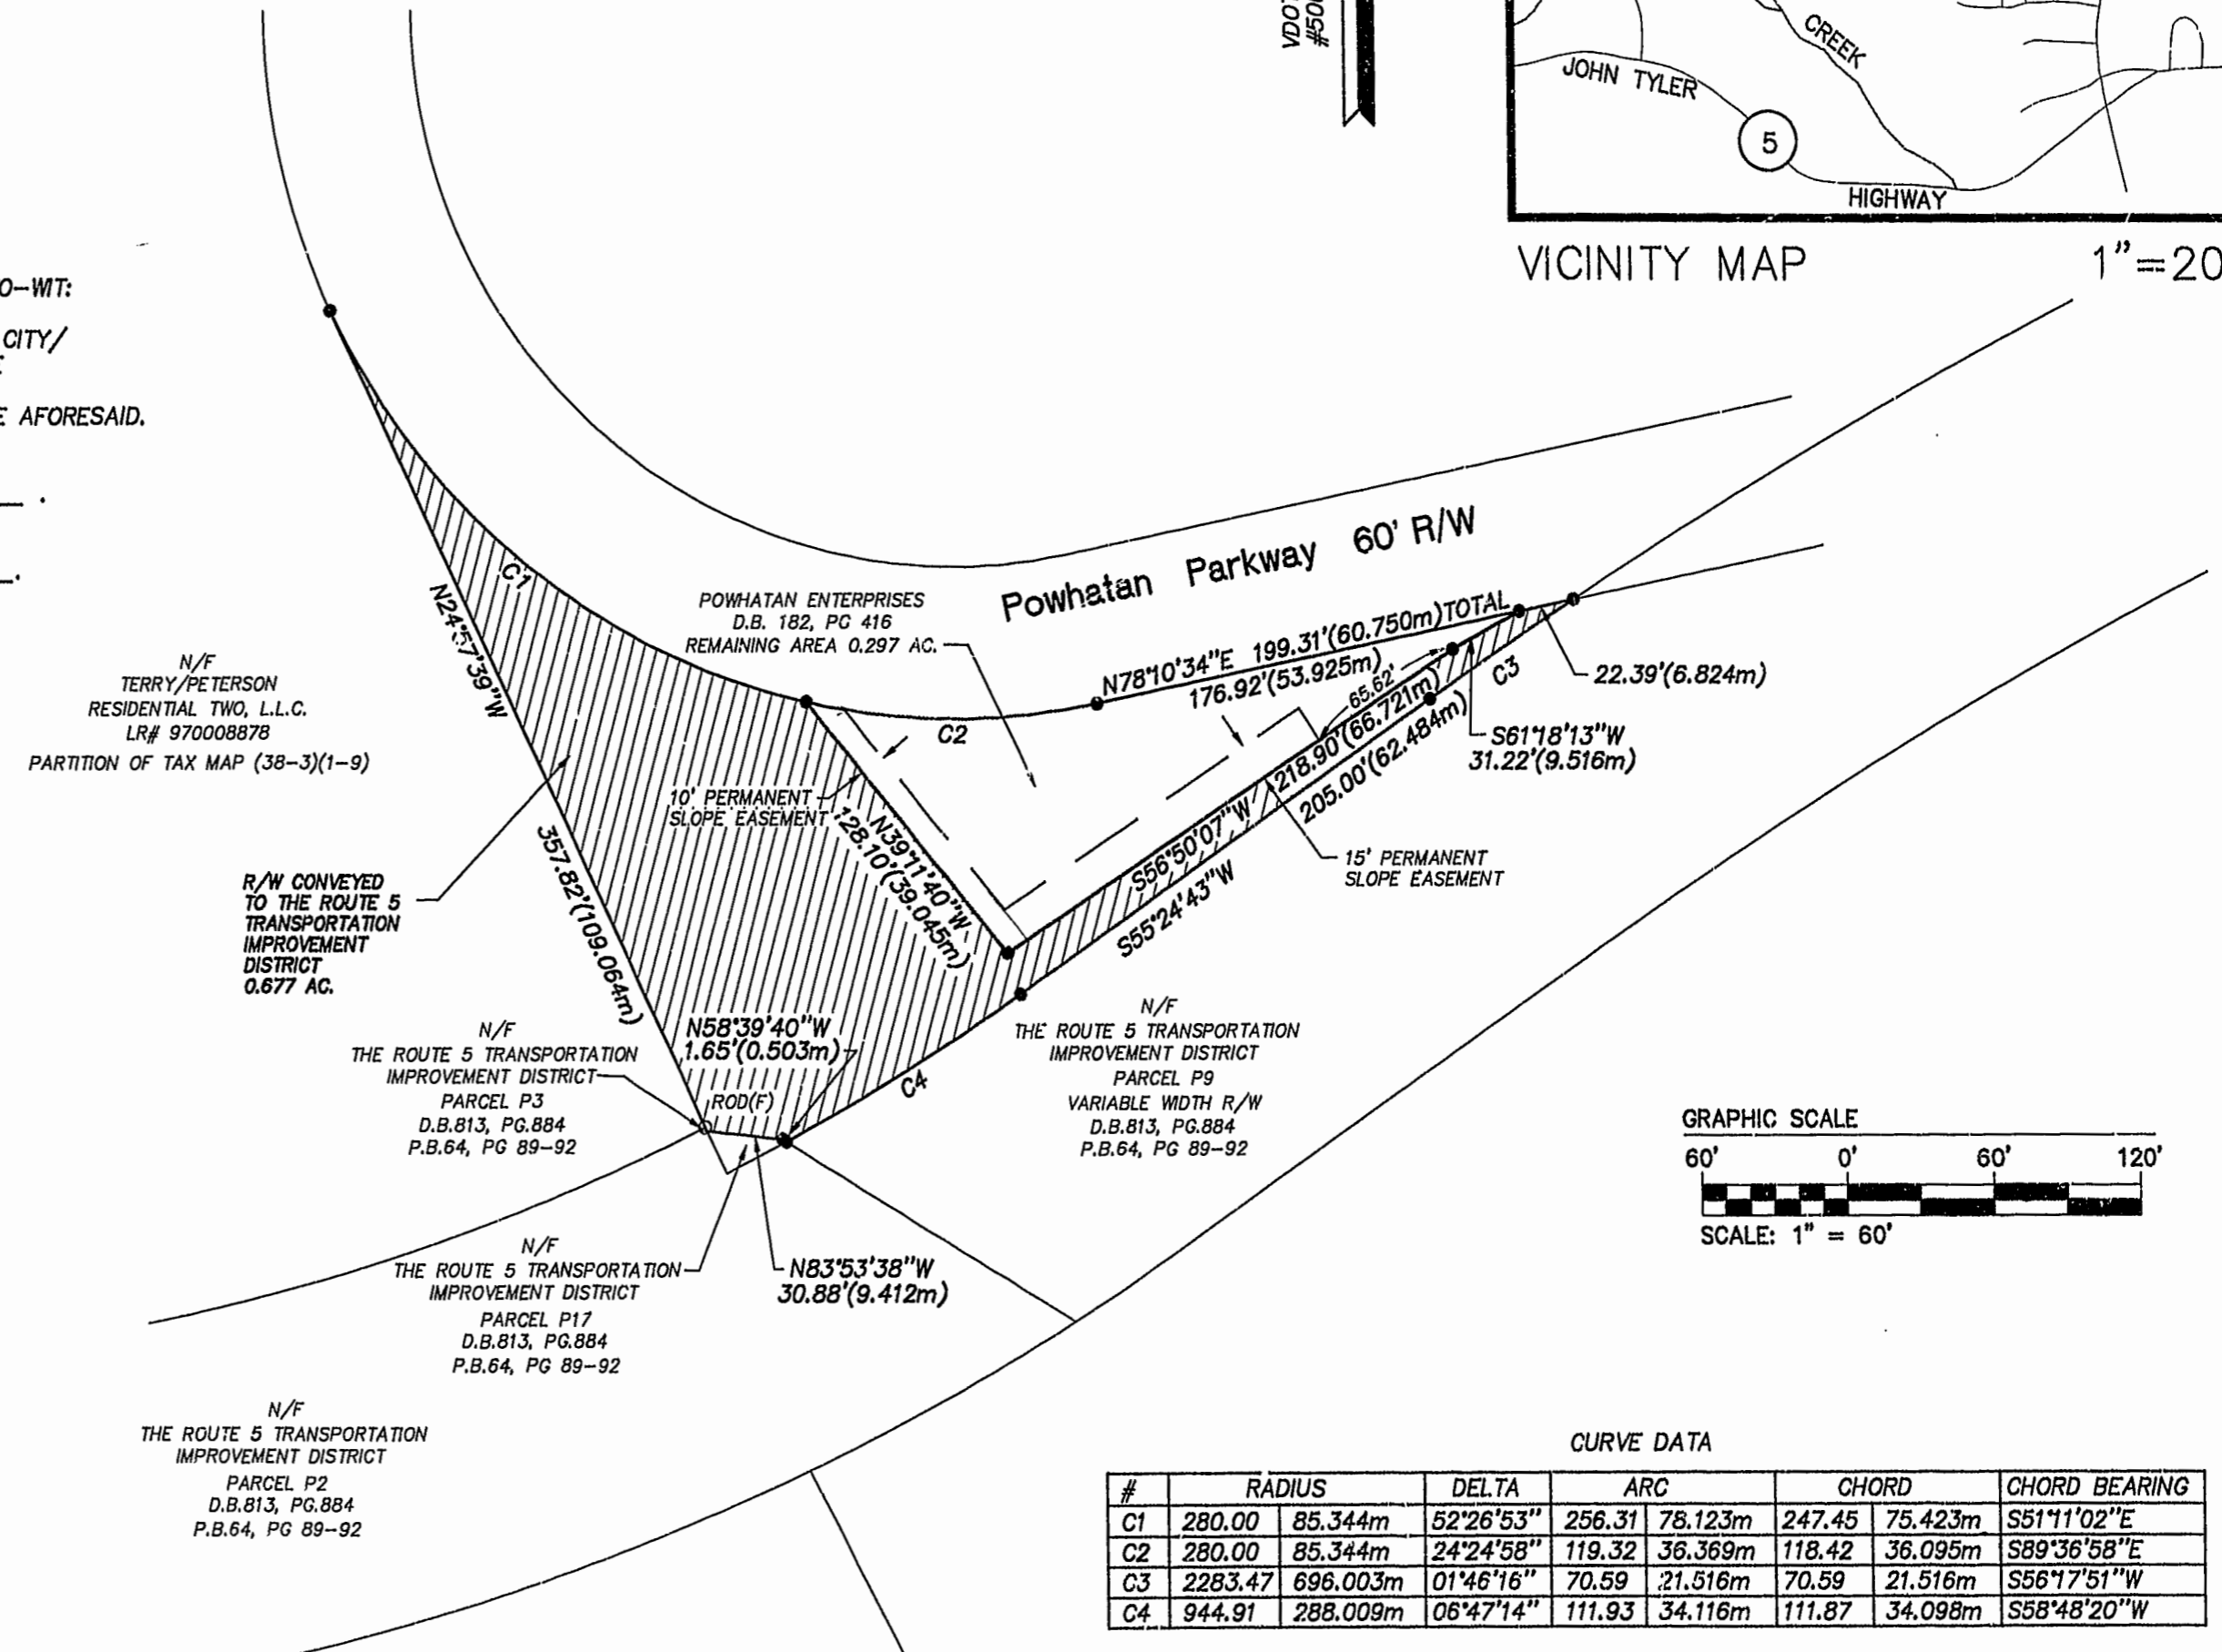 VDOT
JOHN TYLER
CREEK
5
HIGHWAY
VICINITY MAP 1"=20
O-WIT:
CITY/
E AFORESAID.
Powhatan Parkway 60' R/W
C1
N24°57'39"W
357.82'(109.064m)
POWHATAN ENTERPRISES
D.B. 182, PG 416
REMAINING AREA 0.297 AC.
N78°10'34"E 199.31'(60.750m)TOTAL
176.92'(53.925m)
65.62'
C2
C3
22.39'(6.824m)
S61°18'13"W
31.22'(9.516m)
S56°50'07"W 218.90'(66.721m)
S55°24'43"W 205.00'(62.484m)
15' PERMANENT
SLOPE EASEMENT
10' PERMANENT
SLOPE EASEMENT
N39°11'40"W
128.10'(39.045m)
N/F
TERRY/PETERSON
RESIDENTIAL TWO, L.L.C.
LR# 970008878
PARTITION OF TAX MAP (38-3)(1-9)
R/W CONVEYED
TO THE ROUTE 5
TRANSPORTATION
IMPROVEMENT
DISTRICT
0.677 AC.
N58°39'40"W
1.65'(0.503m)
ROD(F)
C4
N/F
THE ROUTE 5 TRANSPORTATION
IMPROVEMENT DISTRICT
PARCEL P3
D.B.813, PG.884
P.B.64, PG 89-92
N/F
THE ROUTE 5 TRANSPORTATION
IMPROVEMENT DISTRICT
PARCEL P9
VARIABLE WIDTH R/W
D.B.813, PG.884
P.B.64, PG 89-92
N/F
THE ROUTE 5 TRANSPORTATION
IMPROVEMENT DISTRICT
PARCEL P17
D.B.813, PG.884
P.B.64, PG 89-92
N83°53'38"W
30.88'(9.412m)
N/F
THE ROUTE 5 TRANSPORTATION
IMPROVEMENT DISTRICT
PARCEL P2
D.B.813, PG.884
P.B.64, PG 89-92
GRAPHIC SCALE
60' 0' 60' 120'
SCALE: 1" = 60'
CURVE DATA
# RADIUS DELTA ARC CHORD CHORD BEARING
C1 280.00 85.344m 52°26'53" 256.31 78.123m 247.45 75.423m S51°11'02"E
C2 280.00 85.344m 24°24'58" 119.32 36.369m 118.42 36.095m S89°36'58"E
C3 2283.47 696.003m 01°46'16" 70.59 21.516m 70.59 21.516m S56°17'51"W
C4 944.91 288.009m 06°47'14" 111.93 34.116m 111.87 34.098m S58°48'20"W